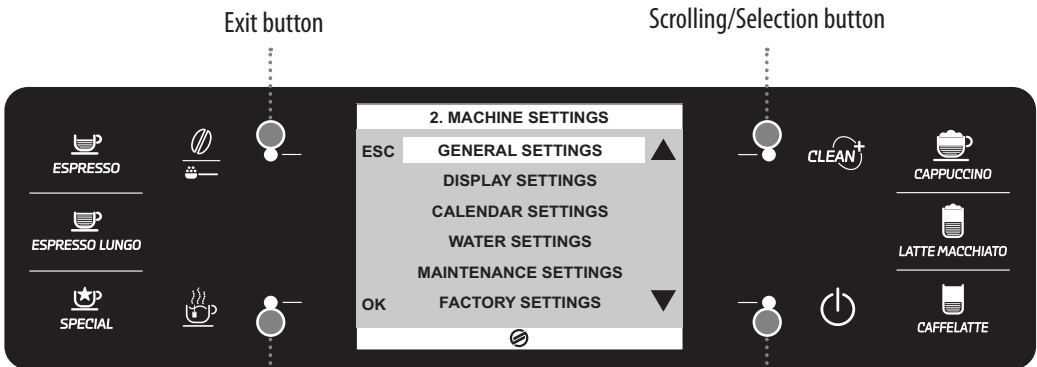 Exit button
Scrolling/Selection button
2. MACHINE SETTINGS
ESC
GENERAL SETTINGS
DISPLAY SETTINGS
CALENDAR SETTINGS
WATER SETTINGS
MAINTENANCE SETTINGS
OK
FACTORY SETTINGS
ESPRESSO
ESPRESSO LUNGO
SPECIAL
CLEAN+
CAPPUCCINO
LATTE MACCHIATO
CAFFELATTE